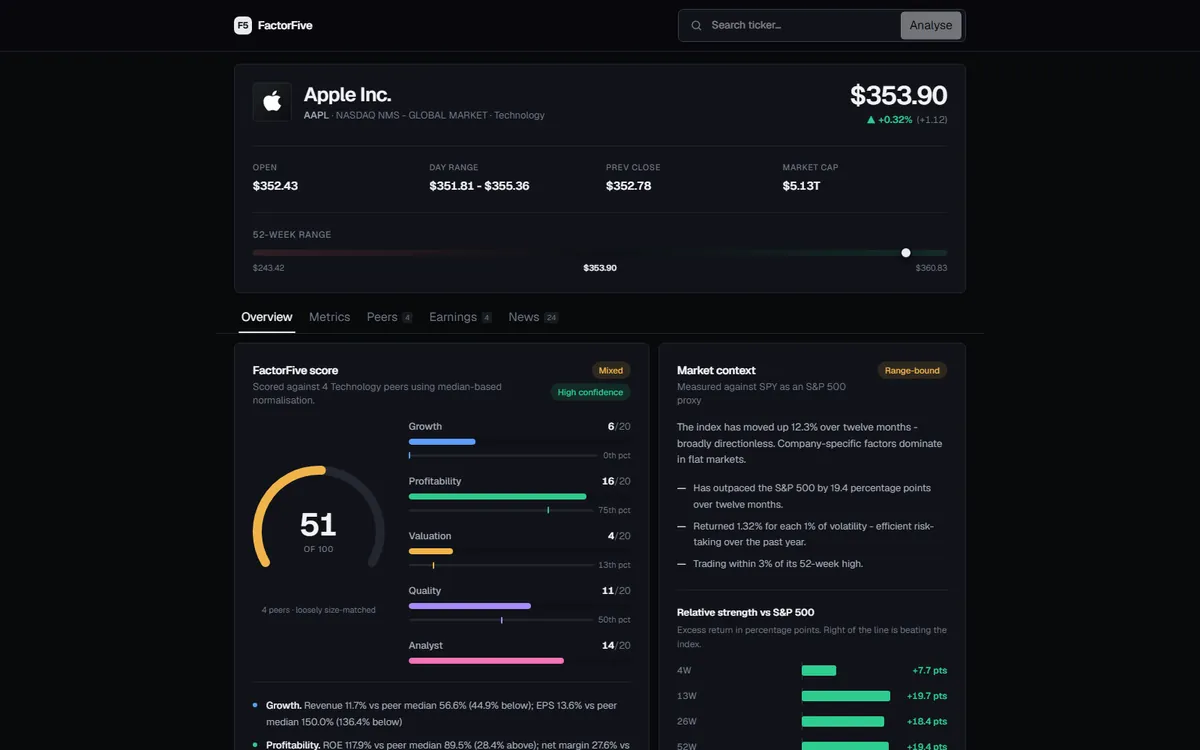 F5 FactorFive
Search ticker...
Analyse
Apple Inc.
AAPL · NASDAQ NMS - GLOBAL MARKET · Technology
$353.90
▲ +0.32% (+1.12)
OPEN
$352.43
DAY RANGE
$351.81 - $355.36
PREV CLOSE
$352.78
MARKET CAP
$5.13T
52-WEEK RANGE
$243.42
$353.90
$360.83
Overview
Metrics
Peers 4
Earnings 4
News 24
FactorFive score
Mixed
Scored against 4 Technology peers using median-based
normalisation.
High confidence
51
OF 100
4 peers · loosely size-matched
Growth
6/20
0th pct
Profitability
16/20
75th pct
Valuation
4/20
13th pct
Quality
11/20
50th pct
Analyst
14/20
Growth. Revenue 11.7% vs peer median 56.6% (44.9% below); EPS 13.6% vs peer
median 150.0% (136.4% below)
Profitability. ROE 117.9% vs peer median 89.5% (28.4% above); net margin 27.6% vs
Market context
Range-bound
Measured against SPY as an S&P 500
proxy
The index has moved up 12.3% over twelve months -
broadly directionless. Company-specific factors dominate
in flat markets.
— Has outpaced the S&P 500 by 19.4 percentage points
over twelve months.
— Returned 1.32% for each 1% of volatility - efficient risk-
taking over the past year.
— Trading within 3% of its 52-week high.
Relative strength vs S&P 500
Excess return in percentage points. Right of the line is beating the
index.
4W
+7.7 pts
13W
+19.7 pts
26W
+18.4 pts
52W
+19.4 pts